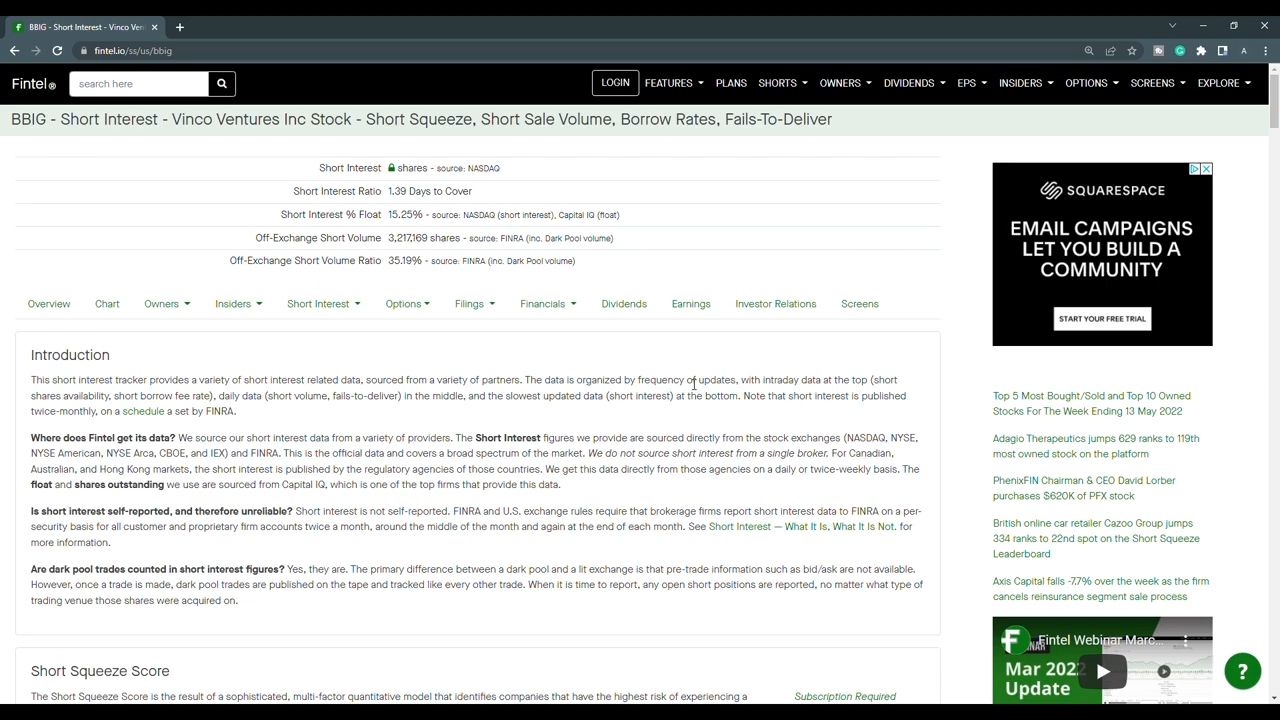 BBIG - Short Interest - Vinco Ven
fintel.io/ss/us/bbig
A
Fintel
search here
LOGIN
FEATURES
PLANS
SHORTS
OWNERS
DIVIDENDS
EPS
INSIDERS
OPTIONS
SCREENS
EXPLORE
BBIG - Short Interest - Vinco Ventures Inc Stock - Short Squeeze, Short Sale Volume, Borrow Rates, Fails-To-Deliver
Short Interest shares - source: NASDAQ
Short Interest Ratio 1.39 Days to Cover
Short Interest % Float 15.25% - source: NASDAQ (short interest), Capital IQ (float)
Off-Exchange Short Volume 3,217,169 shares - source: FINRA (inc. Dark Pool volume)
Off-Exchange Short Volume Ratio 35.19% - source: FINRA (inc. Dark Pool volume)
Overview
Chart
Owners
Insiders
Short Interest
Options
Filings
Financials
Dividends
Earnings
Investor Relations
Screens
Introduction
This short interest tracker provides a variety of short interest related data, sourced from a variety of partners. The data is organized by frequency of updates, with intraday data at the top (short
shares availability, short borrow fee rate), daily data (short volume, fails-to-deliver) in the middle, and the slowest updated data (short interest) at the bottom. Note that short interest is published
twice-monthly, on a schedule a set by FINRA.
Where does Fintel get its data? We source our short interest data from a variety of providers. The Short Interest figures we provide are sourced directly from the stock exchanges (NASDAQ, NYSE,
NYSE American, NYSE Arca, CBOE, and IEX) and FINRA. This is the official data and covers a broad spectrum of the market. We do not source short interest from a single broker. For Canadian,
Australian, and Hong Kong markets, the short interest is published by the regulatory agencies of those countries. We get this data directly from those agencies on a daily or twice-weekly basis. The
float and shares outstanding we use are sourced from Capital IQ, which is one of the top firms that provide this data.
Is short interest self-reported, and therefore unreliable? Short interest is not self-reported. FINRA and U.S. exchange rules require that brokerage firms report short interest data to FINRA on a per-
security basis for all customer and proprietary firm accounts twice a month, around the middle of the month and again at the end of each month. See Short Interest — What It Is, What It Is Not. for
more information.
Are dark pool trades counted in short interest figures? Yes, they are. The primary difference between a dark pool and a lit exchange is that pre-trade information such as bid/ask are not available.
However, once a trade is made, dark pool trades are published on the tape and tracked like every other trade. When it is time to report, any open short positions are reported, no matter what type of
trading venue those shares were acquired on.
Short Squeeze Score
The Short Squeeze Score is the result of a sophisticated, multi-factor quantitative model that identifies companies that have the highest risk of experiencing a
Subscription Required
SQUARESPACE
EMAIL CAMPAIGNS
LET YOU BUILD A
COMMUNITY
START YOUR FREE TRIAL
Top 5 Most Bought/Sold and Top 10 Owned
Stocks For The Week Ending 13 May 2022
Adagio Therapeutics jumps 629 ranks to 119th
most owned stock on the platform
PhenixFIN Chairman & CEO David Lorber
purchases $620K of PFX stock
British online car retailer Cazoo Group jumps
334 ranks to 22nd spot on the Short Squeeze
Leaderboard
Axis Capital falls -7.7% over the week as the firm
cancels reinsurance segment sale process
Fintel Webinar Marc...
Mar 2022
Update
?